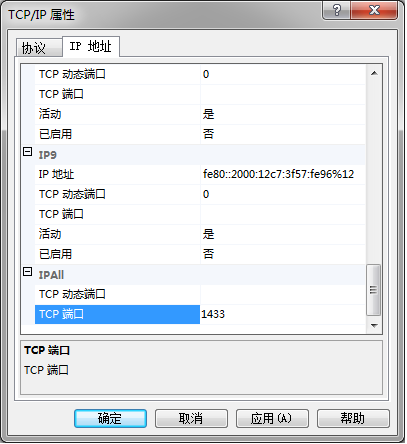 TCP/IP 属性
协议 IP 地址
TCP 动态端口 0
TCP 端口
活动 是
已启用 否
IP9
IP 地址 fe80::2000:12c7:3f57:fe96%12
TCP 动态端口 0
TCP 端口
活动 是
已启用 否
IPAll
TCP 动态端口
TCP 端口 1433
TCP 端口
TCP 端口
确定 取消 应用(A) 帮助